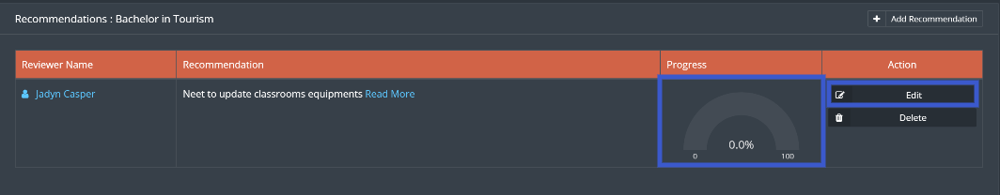 Recommendations : Bachelor in Tourism
Add Recommendation
Reviewer Name Recommendation Progress Action
Jadyn Casper Neet to update classrooms equipments Read More Edit
Delete
0.0%
0 100